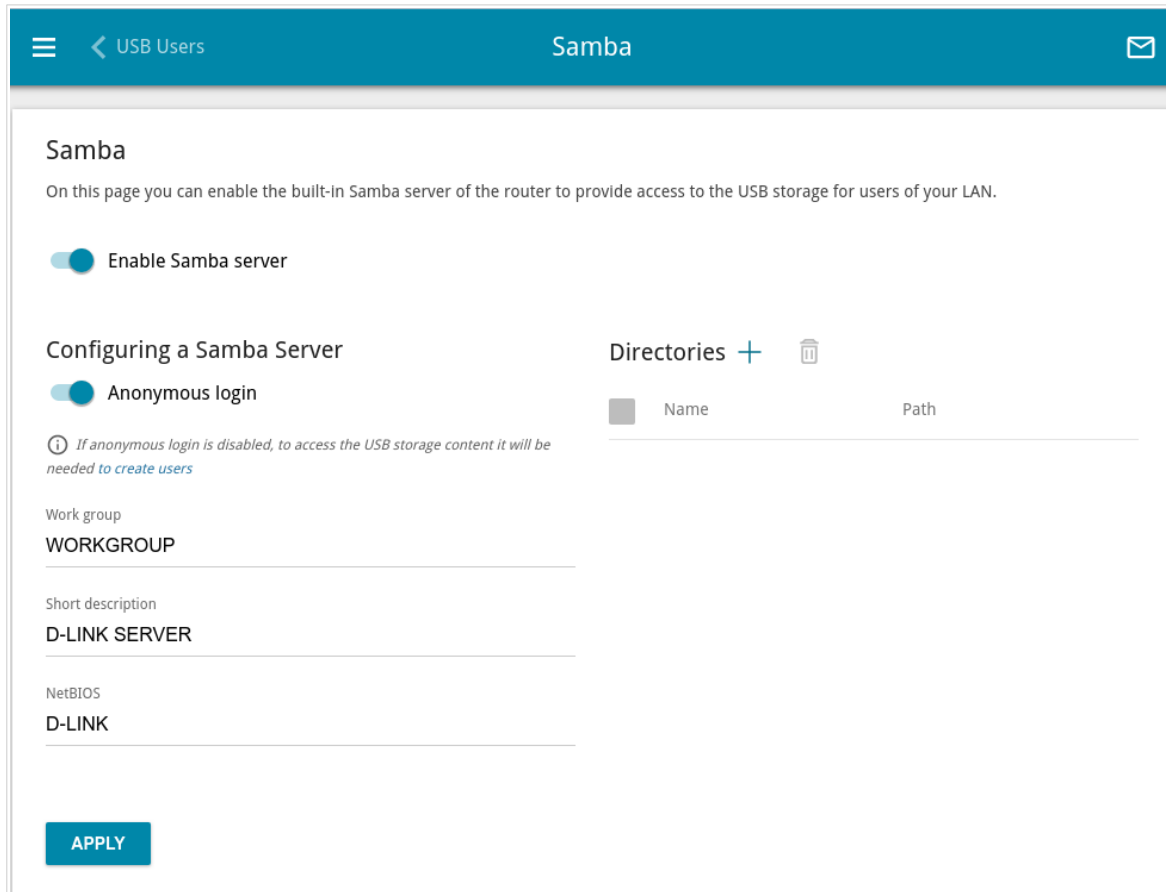 USB Users
Samba
Samba
On this page you can enable the built-in Samba server of the router to provide access to the USB storage for users of your LAN.
Enable Samba server
Configuring a Samba Server
Anonymous login
If anonymous login is disabled, to access the USB storage content it will be
needed to create users
Work group
WORKGROUP
Short description
D-LINK SERVER
NetBIOS
D-LINK
APPLY
Directories
Name Path